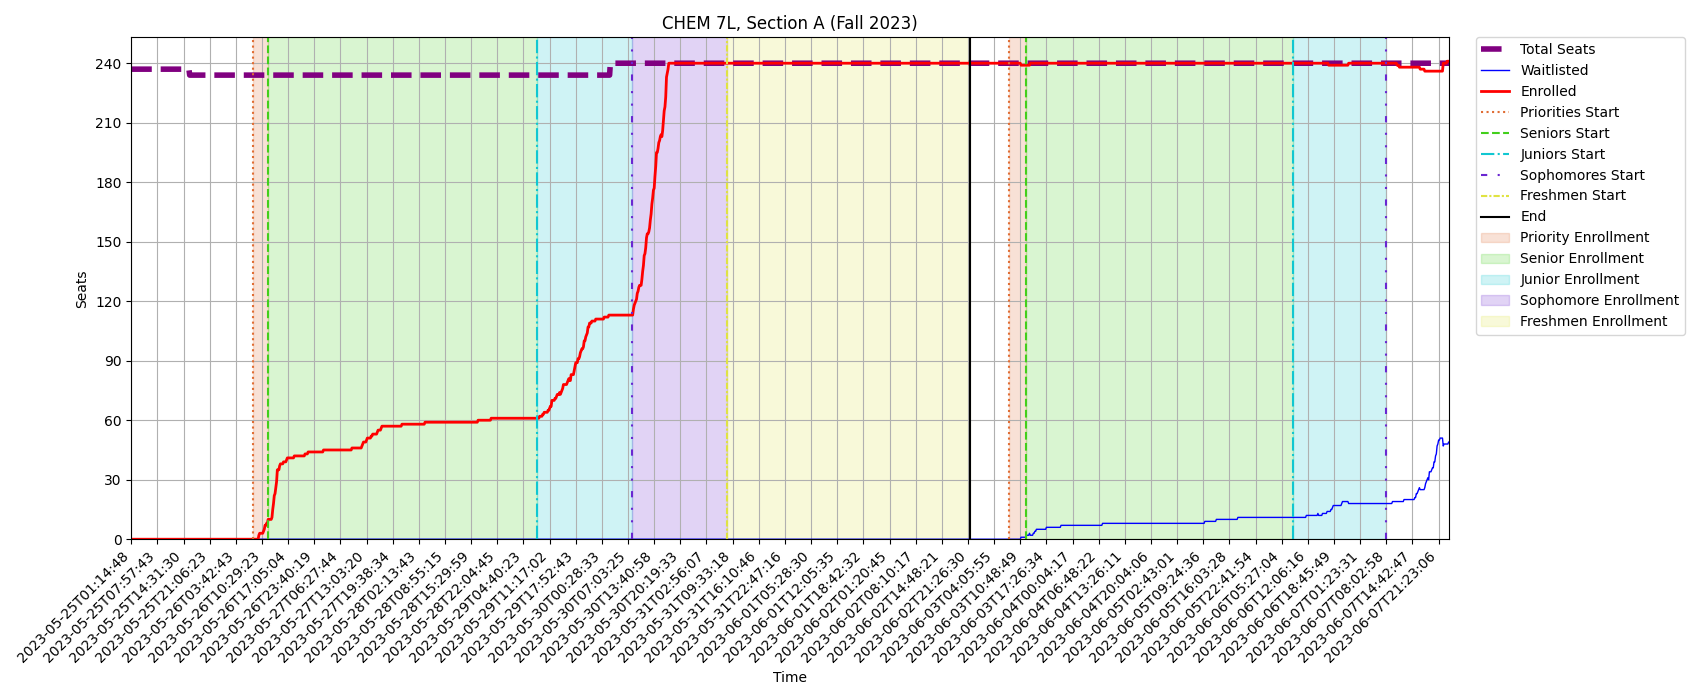 CHEM 7L, Section A (Fall 2023)
Seats
240
210
180
150
120
90
60
30
0
2023-05-25T01:14:48
2023-05-25T07:57:43
2023-05-25T14:31:30
2023-05-25T21:06:23
2023-05-26T03:42:43
2023-05-26T10:29:23
2023-05-26T17:05:04
2023-05-26T23:40:19
2023-05-27T06:27:44
2023-05-27T13:03:20
2023-05-27T19:38:34
2023-05-28T02:13:43
2023-05-28T08:55:15
2023-05-28T15:29:59
2023-05-28T22:04:45
2023-05-29T04:40:23
2023-05-29T11:17:02
2023-05-29T17:52:43
2023-05-30T00:28:33
2023-05-30T07:03:25
2023-05-30T13:40:58
2023-05-30T20:19:33
2023-05-31T02:56:07
2023-05-31T09:33:18
2023-05-31T16:10:46
2023-05-31T22:47:16
2023-06-01T05:28:30
2023-06-01T12:05:35
2023-06-01T18:42:32
2023-06-02T01:20:45
2023-06-02T08:10:17
2023-06-02T14:48:21
2023-06-02T21:26:30
2023-06-03T04:05:55
2023-06-03T10:48:49
2023-06-03T17:26:34
2023-06-04T00:04:17
2023-06-04T06:48:22
2023-06-04T13:26:11
2023-06-04T20:04:06
2023-06-05T02:43:01
2023-06-05T09:24:36
2023-06-05T16:03:28
2023-06-05T22:41:54
2023-06-06T05:27:04
2023-06-06T12:06:16
2023-06-06T18:45:49
2023-06-07T01:23:31
2023-06-07T08:02:58
2023-06-07T14:42:47
2023-06-07T21:23:06
Time
Total Seats
Waitlisted
Enrolled
Priorities Start
Seniors Start
Juniors Start
Sophomores Start
Freshmen Start
End
Priority Enrollment
Senior Enrollment
Junior Enrollment
Sophomore Enrollment
Freshmen Enrollment